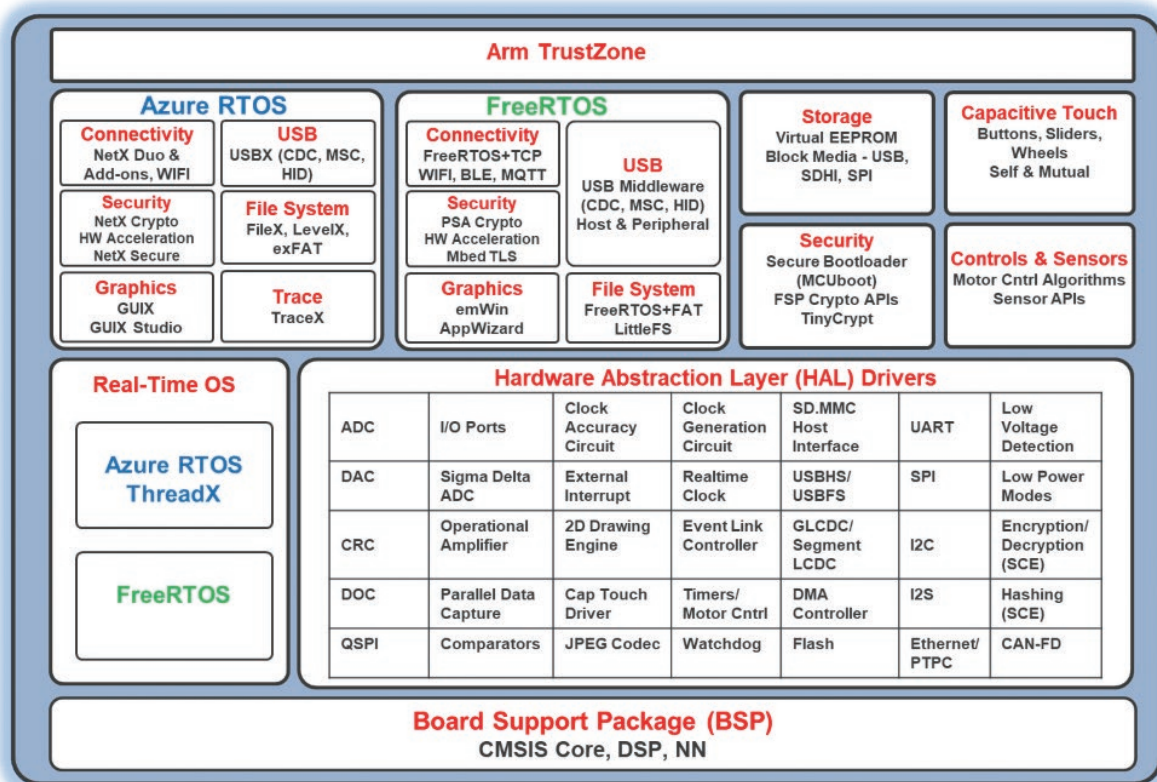 Arm TrustZone
Azure RTOS
Connectivity
NetX Duo &
Add-ons, WIFI
USB
USBX (CDC, MSC,
HID)
Security
NetX Crypto
HW Acceleration
NetX Secure
File System
FileX, LevelX,
exFAT
Graphics
GUIX
GUIX Studio
Trace
TraceX
FreeRTOS
Connectivity
FreeRTOS+TCP
WIFI, BLE, MQTT
USB
USB Middleware
(CDC, MSC, HID)
Host & Peripheral
Security
PSA Crypto
HW Acceleration
Mbed TLS
Graphics
emWin
AppWizard
File System
FreeRTOS+FAT
LittleFS
Storage
Virtual EEPROM
Block Media - USB,
SDHI, SPI
Capacitive Touch
Buttons, Sliders,
Wheels
Self & Mutual
Security
Secure Bootloader
(MCUboot)
FSP Crypto APIs
TinyCrypt
Controls & Sensors
Motor Cntrl Algorithms
Sensor APIs
Real-Time OS
Azure RTOS
ThreadX
FreeRTOS
Hardware Abstraction Layer (HAL) Drivers
ADC
I/O Ports
Clock
Accuracy
Circuit
Clock
Generation
Circuit
SD.MMC
Host
Interface
UART
Low
Voltage
Detection
DAC
Sigma Delta
ADC
External
Interrupt
Realtime
Clock
USBHS/
USBFS
SPI
Low Power
Modes
CRC
Operational
Amplifier
2D Drawing
Engine
Event Link
Controller
GLCDC/
Segment
LCDC
I2C
Encryption/
Decryption
(SCE)
DOC
Parallel Data
Capture
Cap Touch
Driver
Timers/
Motor Cntrl
DMA
Controller
I2S
Hashing
(SCE)
QSPI
Comparators
JPEG Codec
Watchdog
Flash
Ethernet/
PTPC
CAN-FD
Board Support Package (BSP)
CMSIS Core, DSP, NN